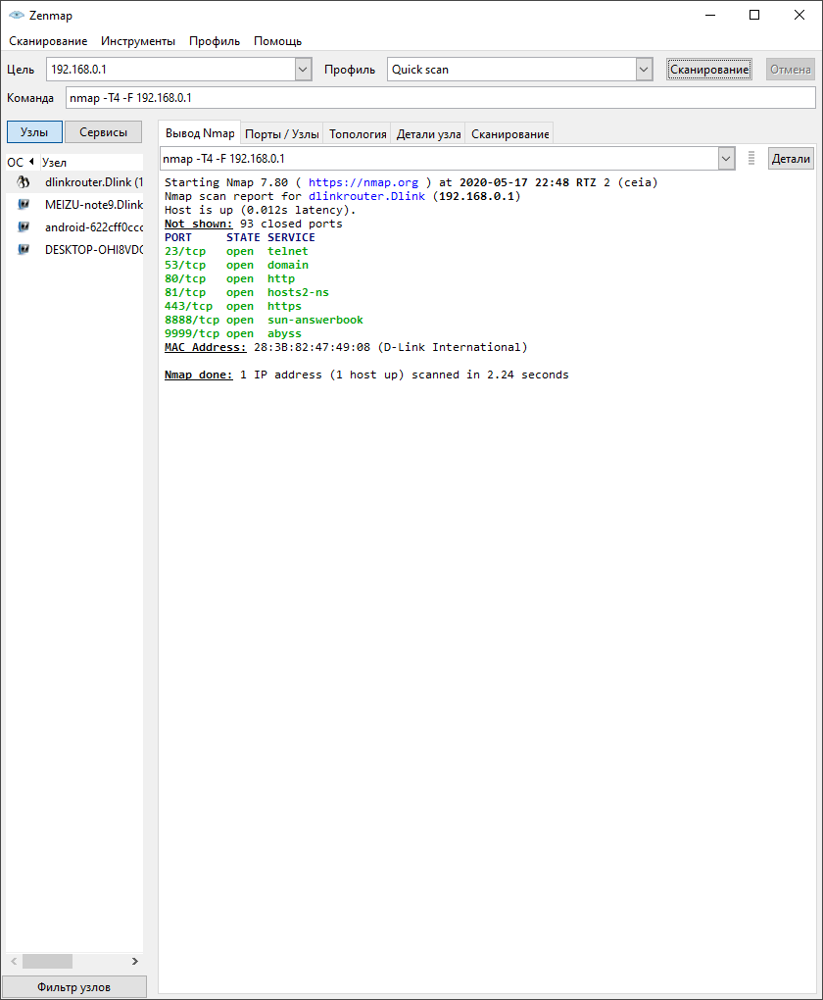 Zenmap
Сканирование Инструменты Профиль Помощь
Цель 192.168.0.1 Профиль Quick scan Сканирование Отмена
Команда nmap -T4 -F 192.168.0.1
Узлы Сервисы
ОС Узел
dlinkrouter.Dlink (1
MEIZU-note9.Dlink
android-622cff0ccc
DESKTOP-OHI8VDC
Фильтр узлов
Вывод Nmap Порты / Узлы Топология Детали узла Сканирование
nmap -T4 -F 192.168.0.1 Детали
Starting Nmap 7.80 ( https://nmap.org ) at 2020-05-17 22:48 RTZ 2 (ceia)
Nmap scan report for dlinkrouter.Dlink (192.168.0.1)
Host is up (0.012s latency).
Not shown: 93 closed ports
PORT STATE SERVICE
23/tcp open telnet
53/tcp open domain
80/tcp open http
81/tcp open hosts2-ns
443/tcp open https
8888/tcp open sun-answerbook
9999/tcp open abyss
MAC Address: 28:3B:82:47:49:08 (D-Link International)
Nmap done: 1 IP address (1 host up) scanned in 2.24 seconds